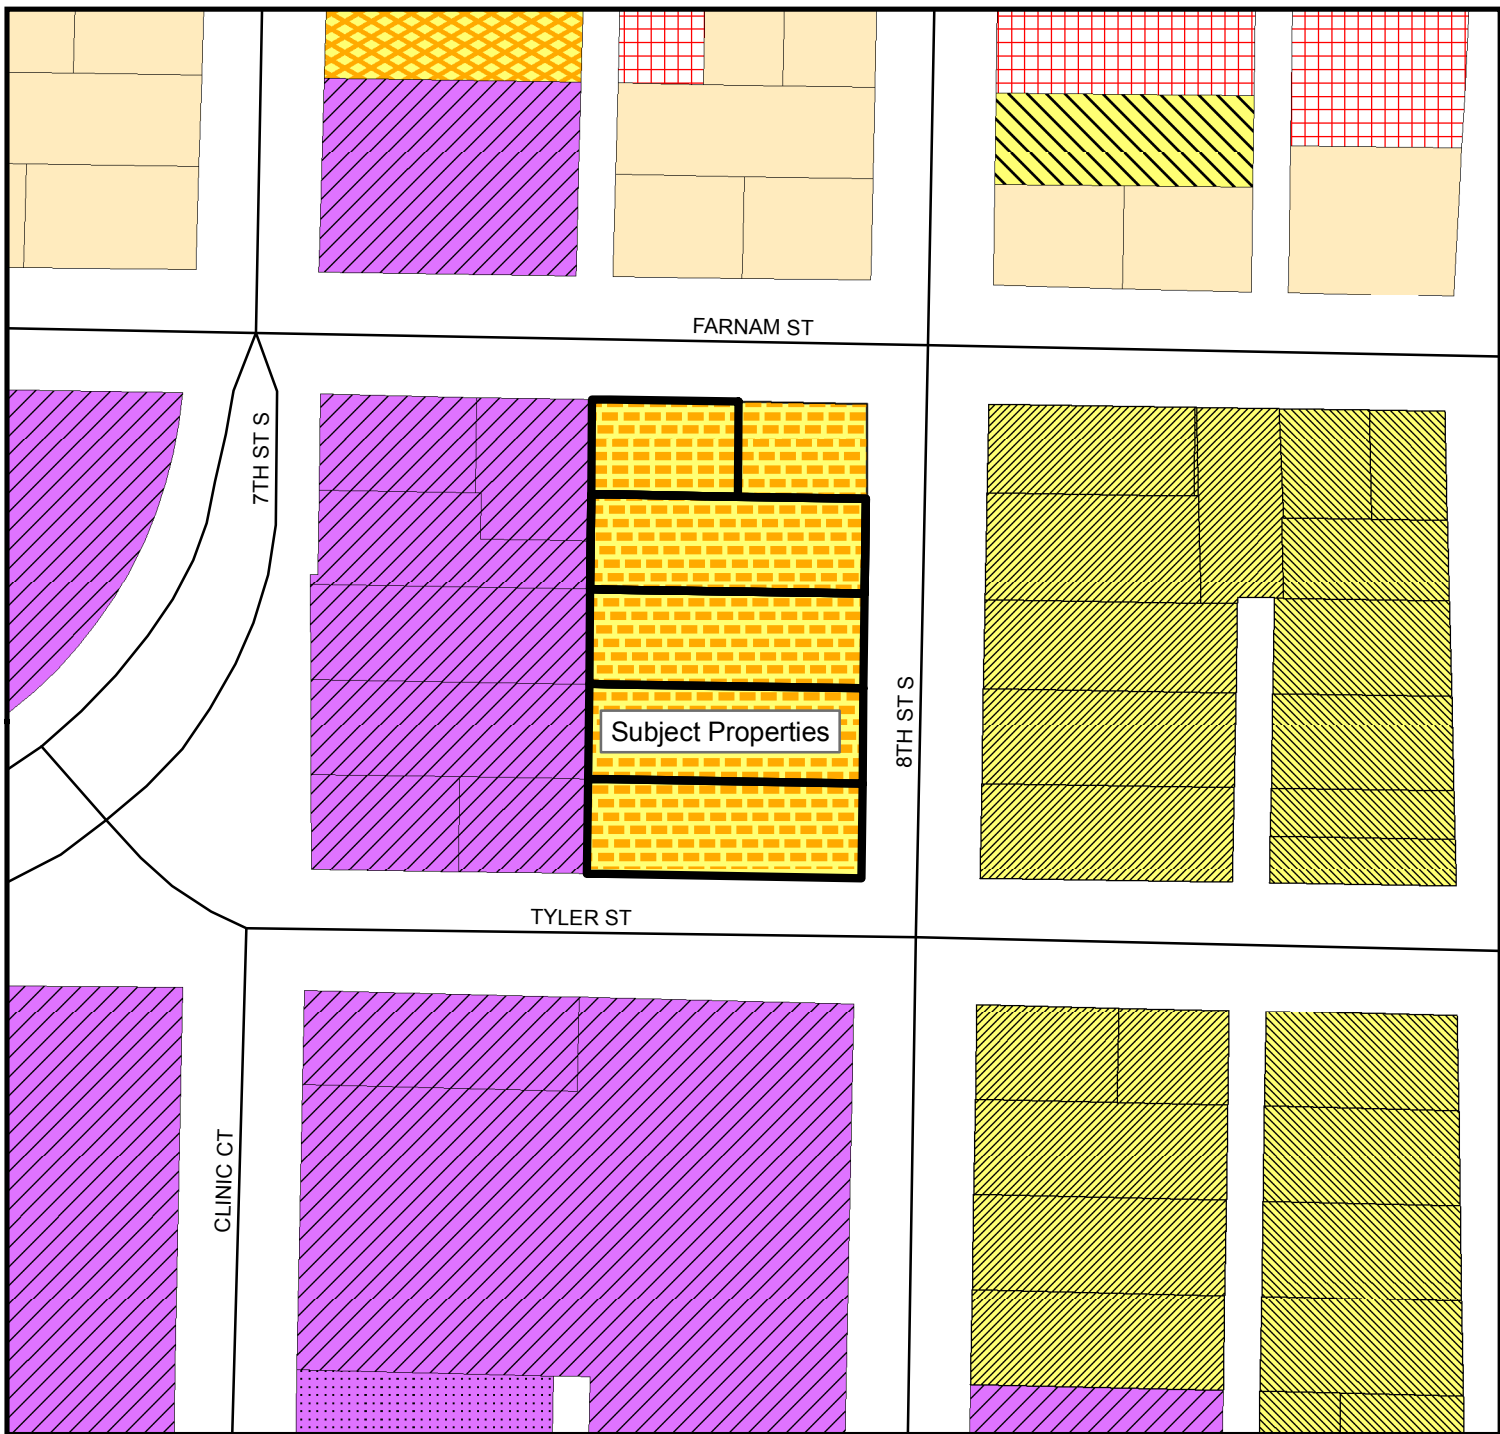 FARNAM ST
7TH ST S
8TH ST S
Subject Properties
TYLER ST
CLINIC CT